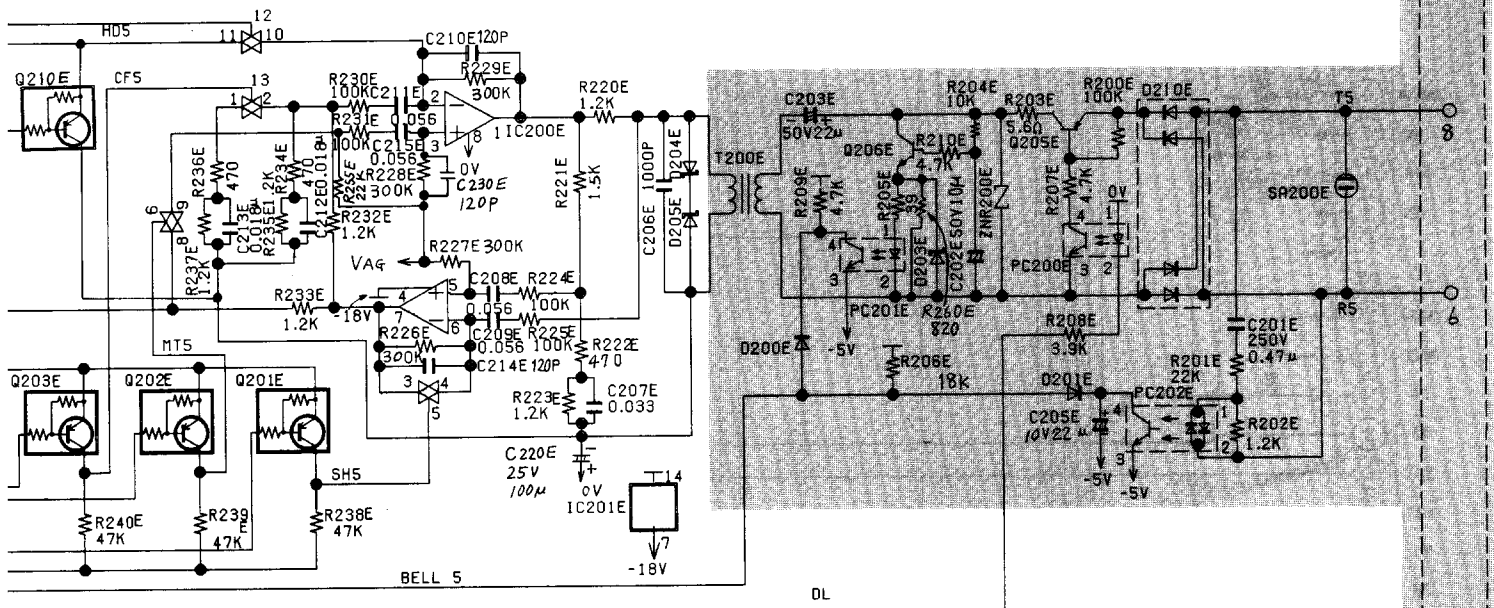 12
HD5
11 10
Q210E
CF5
13
1 2
C210E 120P
R229E
300K
R230E
100K
C211E
0.056
R231E
100K
C215E
0.056
R228E
300K
C230E
120P
2
3
8
0V
1 IC200E
R220E
1.2K
R221E
1.5K
C206E 1000P
D204E
D205E
T200E
R236E
470
R234E
470
C213E
0.018μ
R235E
1.2K
C212E
0.018μ
22K
R232E
1.2K
R237E
1.2K
6 9
8
VAG
R227E 300K
C208E
0.056
R224E
100K
5
6
4
7
-18V
R233E
1.2K
R226E
300K
C209E
0.056
R225E
100K
C214E 120P
3 4
5
R222E
470
R223E
1.2K
C207E
0.033
C220E
25V
100μ
0V
MT5
Q203E
Q202E
Q201E
SH5
R240E
47K
R239E
47K
R238E
47K
IC201E
14
7
-18V
BELL 5
DL
C203E
50V22μ
Q206E
R210E
4.7K
R204E
10K
R203E
5.6Ω
Q205E
R200E
100K
D210E
T5
8
R209E
4.7K
R205E
39
D203E
C202E 50V10μ
ZNR200E
R207E
4.7K
0V
SA200E
4 1
3 2
PC201E
R260E
820
4 1
3 2
PC200E
-5V
R208E
3.9K
R5
6
D200E
R206E
18K
D201E
C201E
250V
0.47μ
R201E
22K
PC202E
4 1
3 2
C205E
10V22μ
-5V
-5V
R202E
1.2K